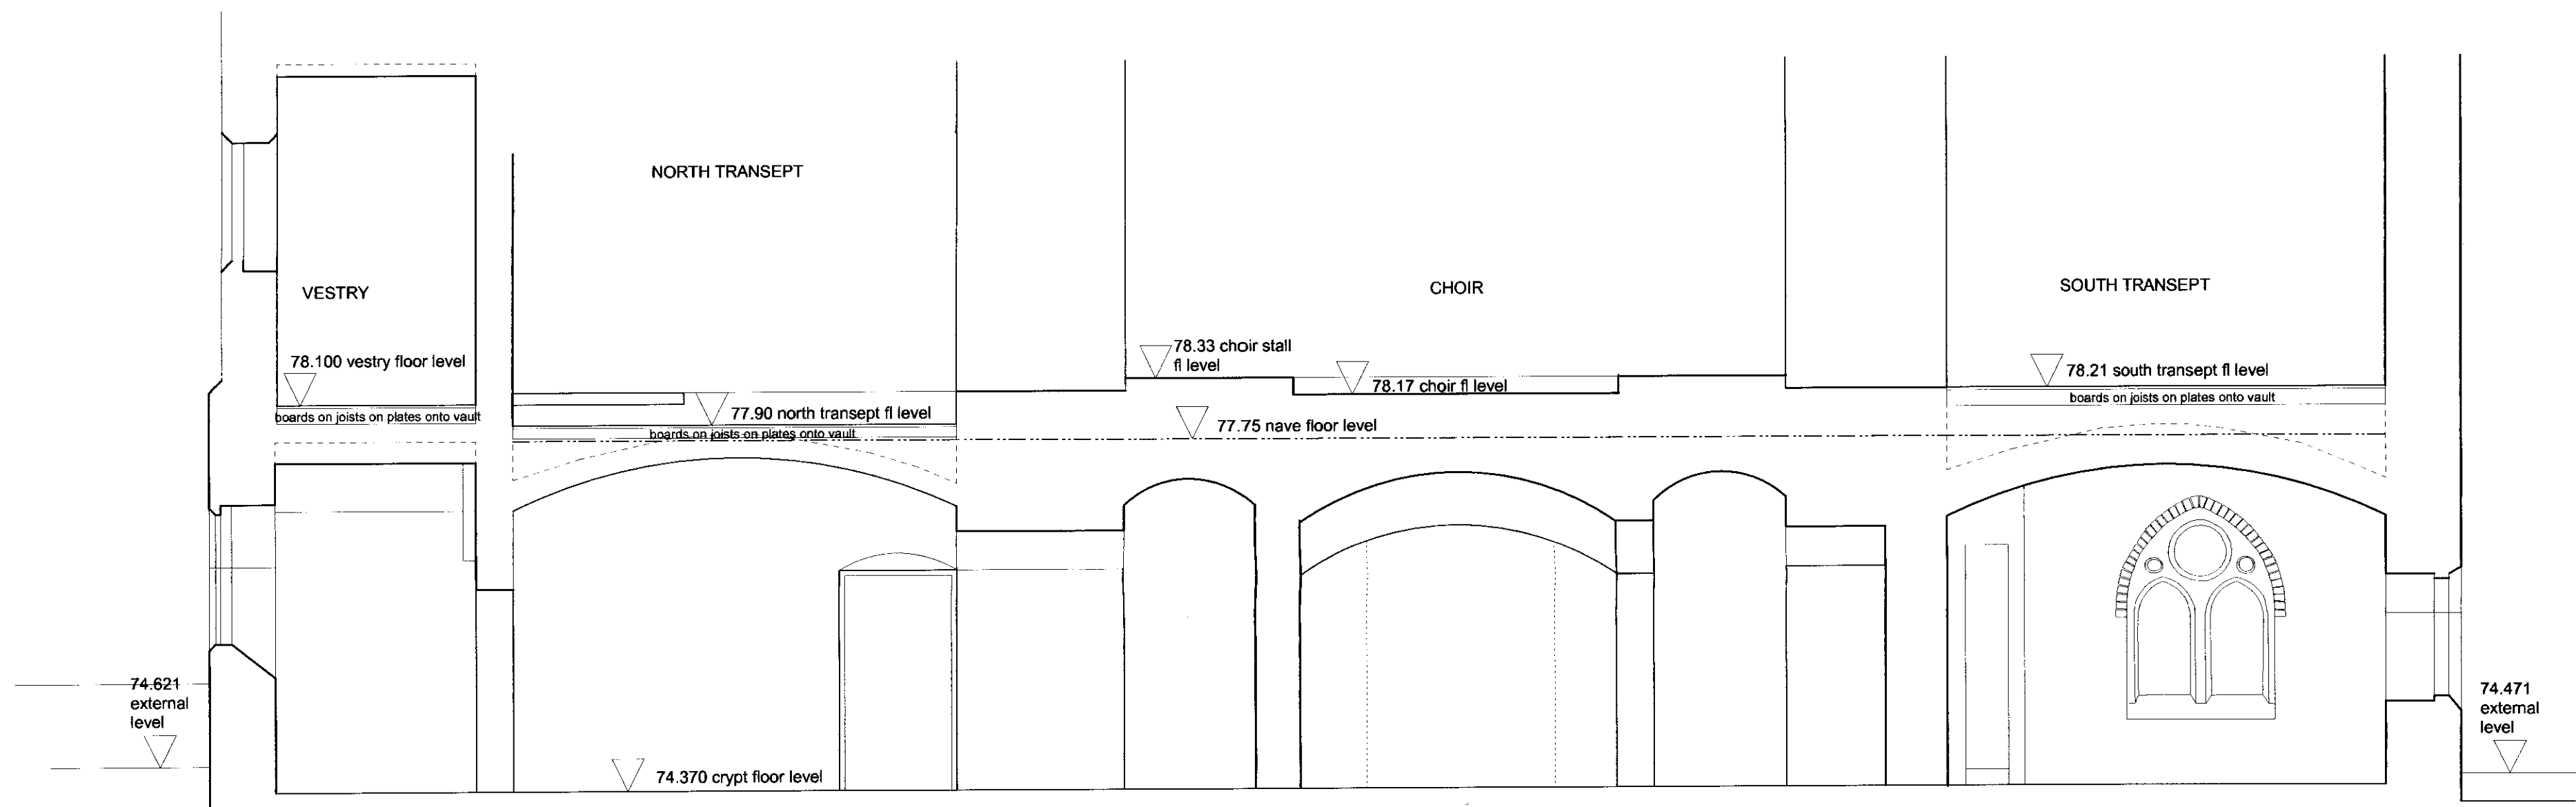 NORTH TRANSEPT
VESTRY
CHOIR
SOUTH TRANSEPT
78.100 vestry floor level
boards on joists on plates onto vault
77.90 north transept fl level
boards on joists on plates onto vault
78.33 choir stall
fl level
78.17 choir fl level
77.75 nave floor level
78.21 south transept fl level
boards on joists on plates onto vault
74.621
external
level
74.370 crypt floor level
74.471
external
level